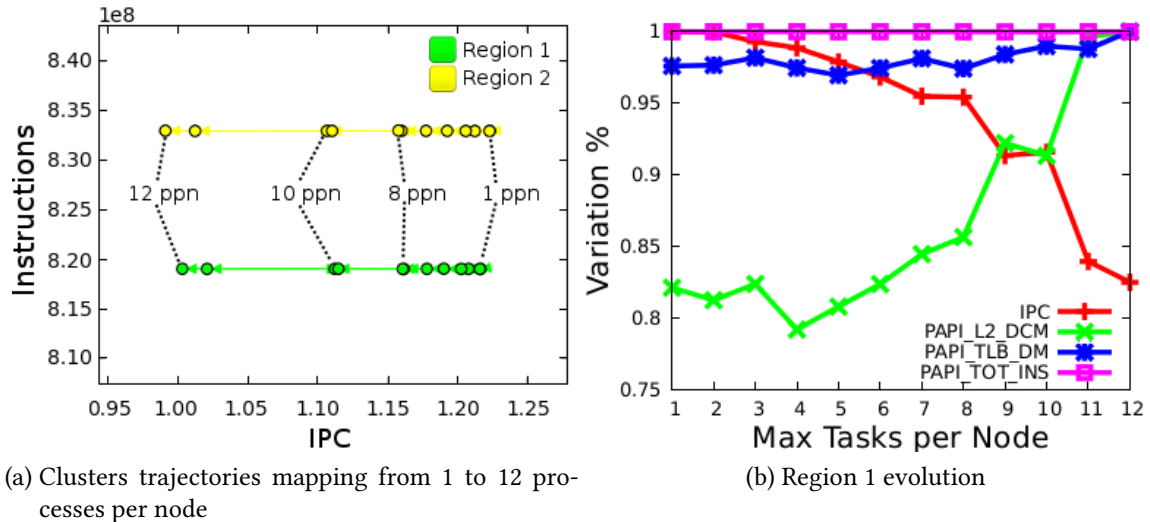 1e8
8.40
8.35
8.30
8.25
8.20
8.15
8.10
Instructions
Region 1
Region 2
12 ppn
10 ppn
8 ppn
1 ppn
0.95
1.00
1.05
1.10
1.15
1.20
1.25
IPC
(a) Clusters trajectories mapping from 1 to 12 pro-
cesses per node
1
0.95
0.9
0.85
0.8
0.75
Variation %
IPC
PAPI_L2_DCM
PAPI_TLB_DM
PAPI_TOT_INS
1 2 3 4 5 6 7 8 9 10 11 12
Max Tasks per Node
(b) Region 1 evolution